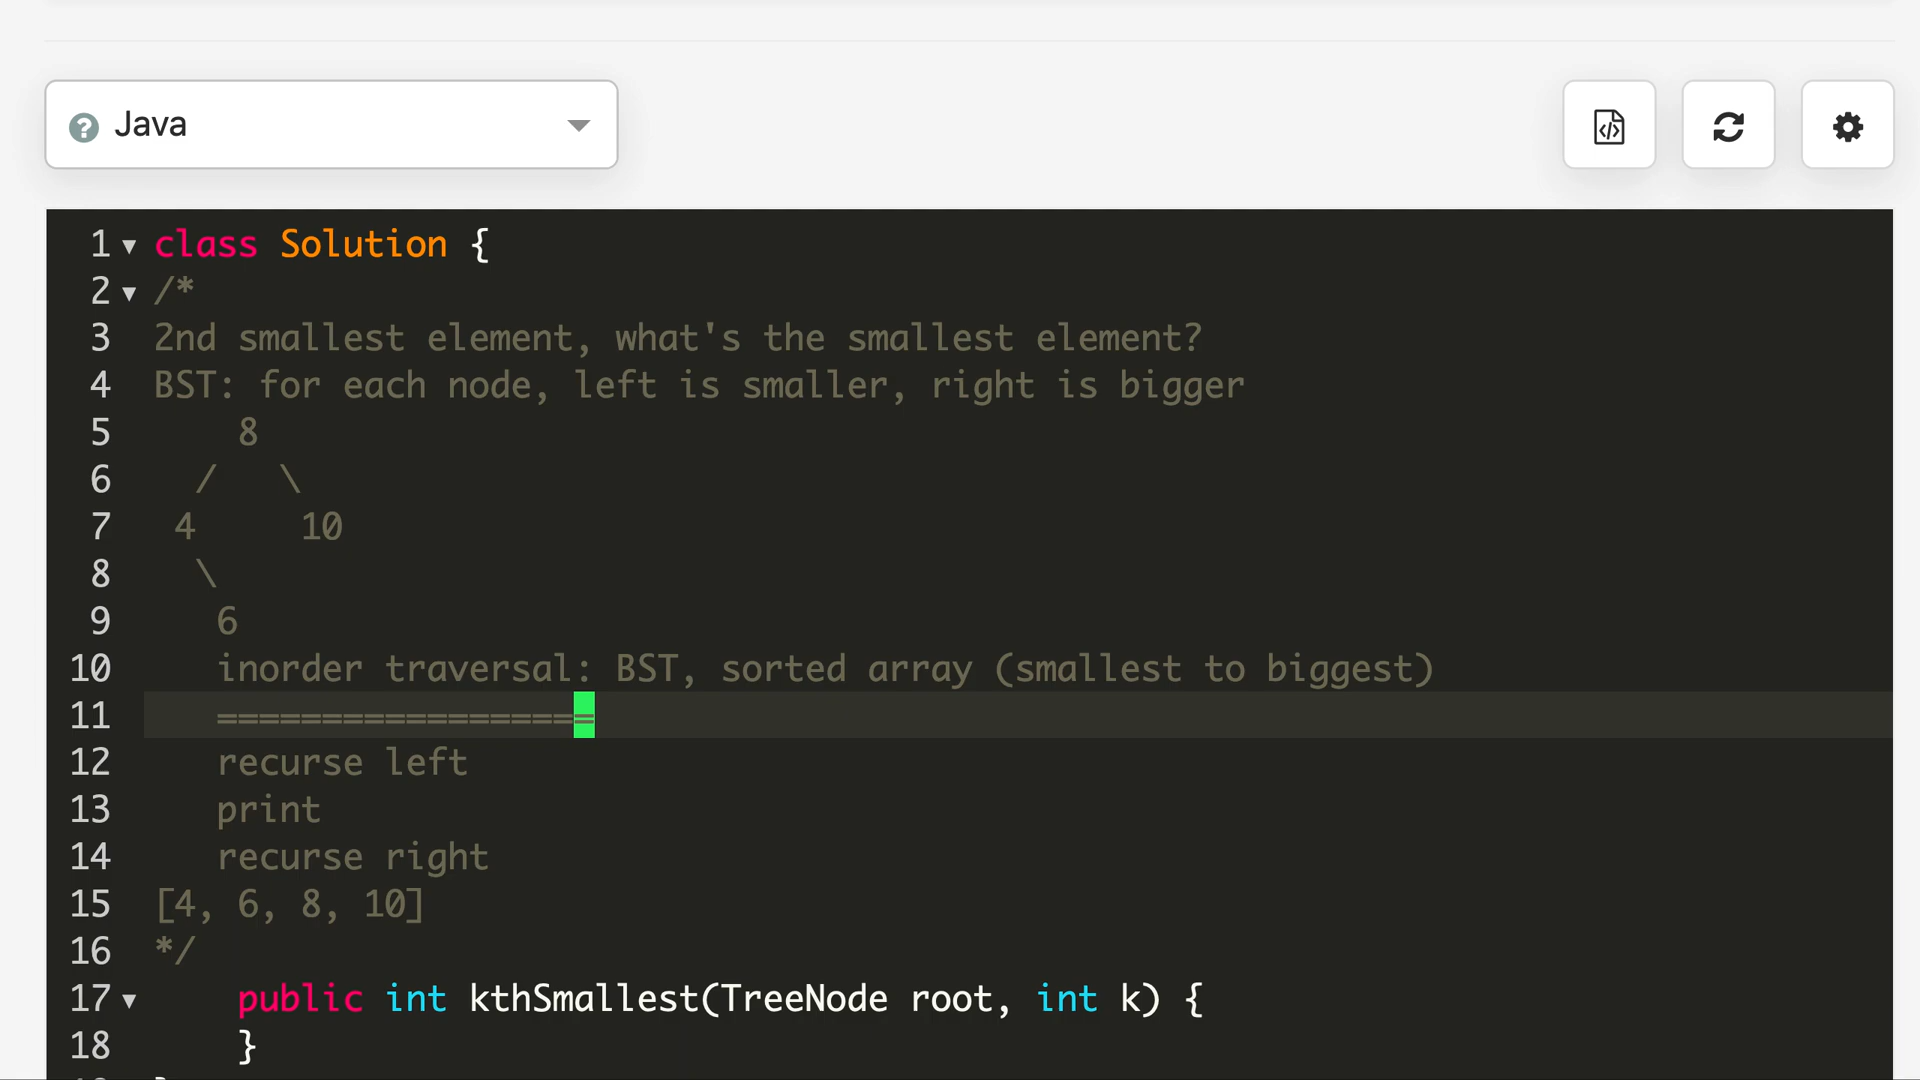 Java
1 class Solution {
2 /*
3 2nd smallest element, what's the smallest element?
4 BST: for each node, left is smaller, right is bigger
5     8
6   /   \
7  4     10
8   \
9    6
10    inorder traversal: BST, sorted array (smallest to biggest)
11    ==================
12    recurse left
13    print
14    recurse right
15 [4, 6, 8, 10]
16 */
17     public int kthSmallest(TreeNode root, int k) {
18     }